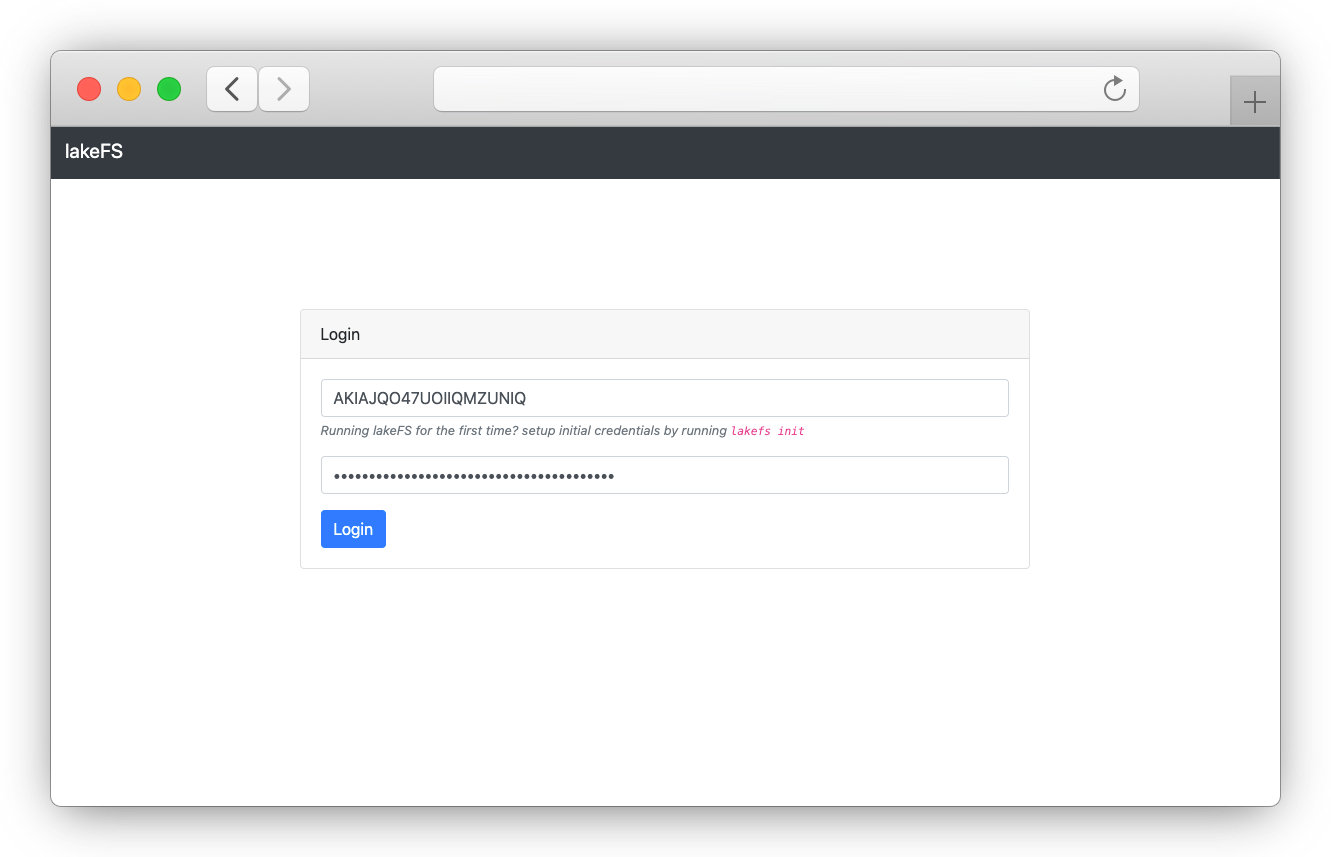 lakeFS
Login
AKIAJQO47UOIIQMZUNIQ
Running lakeFS for the first time? setup initial credentials by running lakefs init
••••••••••••••••••••••••••••••••••••••••
Login